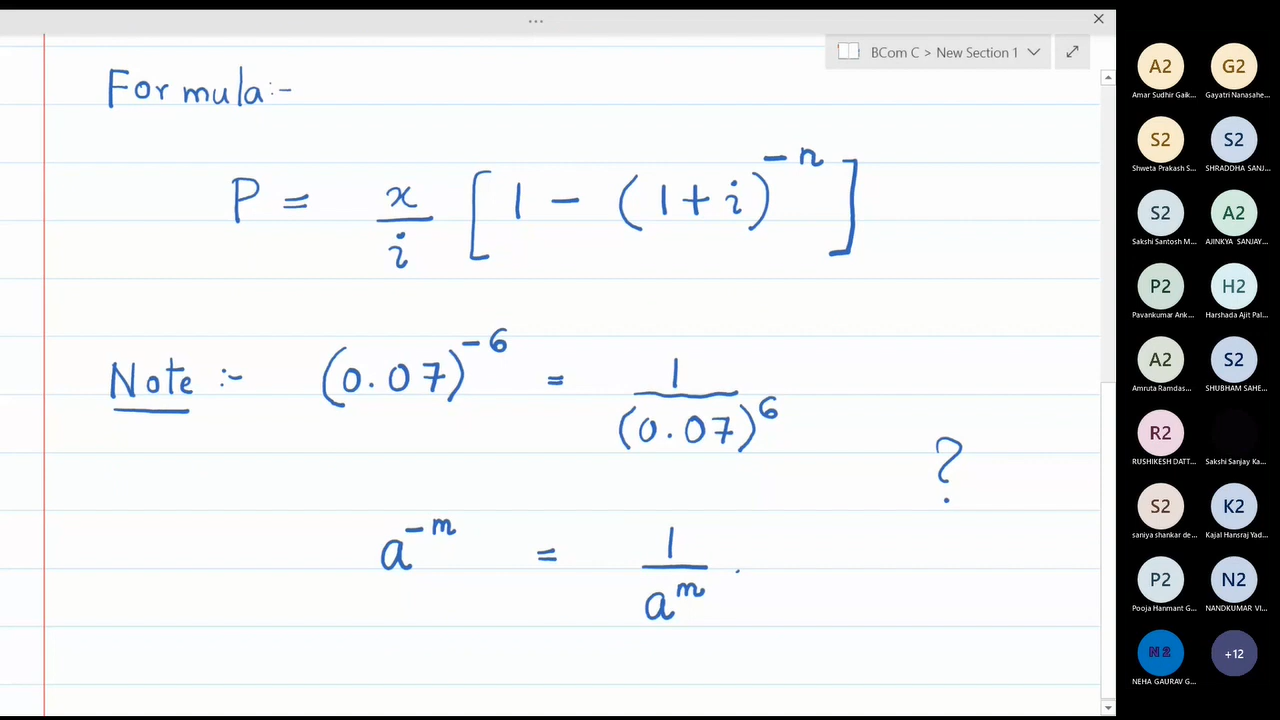 BCom C > New Section 1
For mula:-
P = x/i [1 - (1+i)^-n]
Note :- (0.07)^-6 = 1/(0.07)^6
?
a^-m = 1/a^m .
A2 G2
Amar Sudhir Gaik... Gayatri Nanasahe...
S2 S2
Shweta Prakash S... SHRADDHA SANJ...
S2 A2
Sakshi Santosh M... AJINKYA SANJAY...
P2 H2
Pavankumar Ank... Harshada Ajit Pal...
A2 S2
Amruta Ramdas... SHUBHAM SAHE...
R2
RUSHIKESH DATT... Sakshi Sanjay Ka...
S2 K2
saniya shankar de... Kajal Hansraj Yad...
P2 N2
Pooja Hanmant G... NANDKUMAR VI...
N2 +12
NEHA GAURAV G...